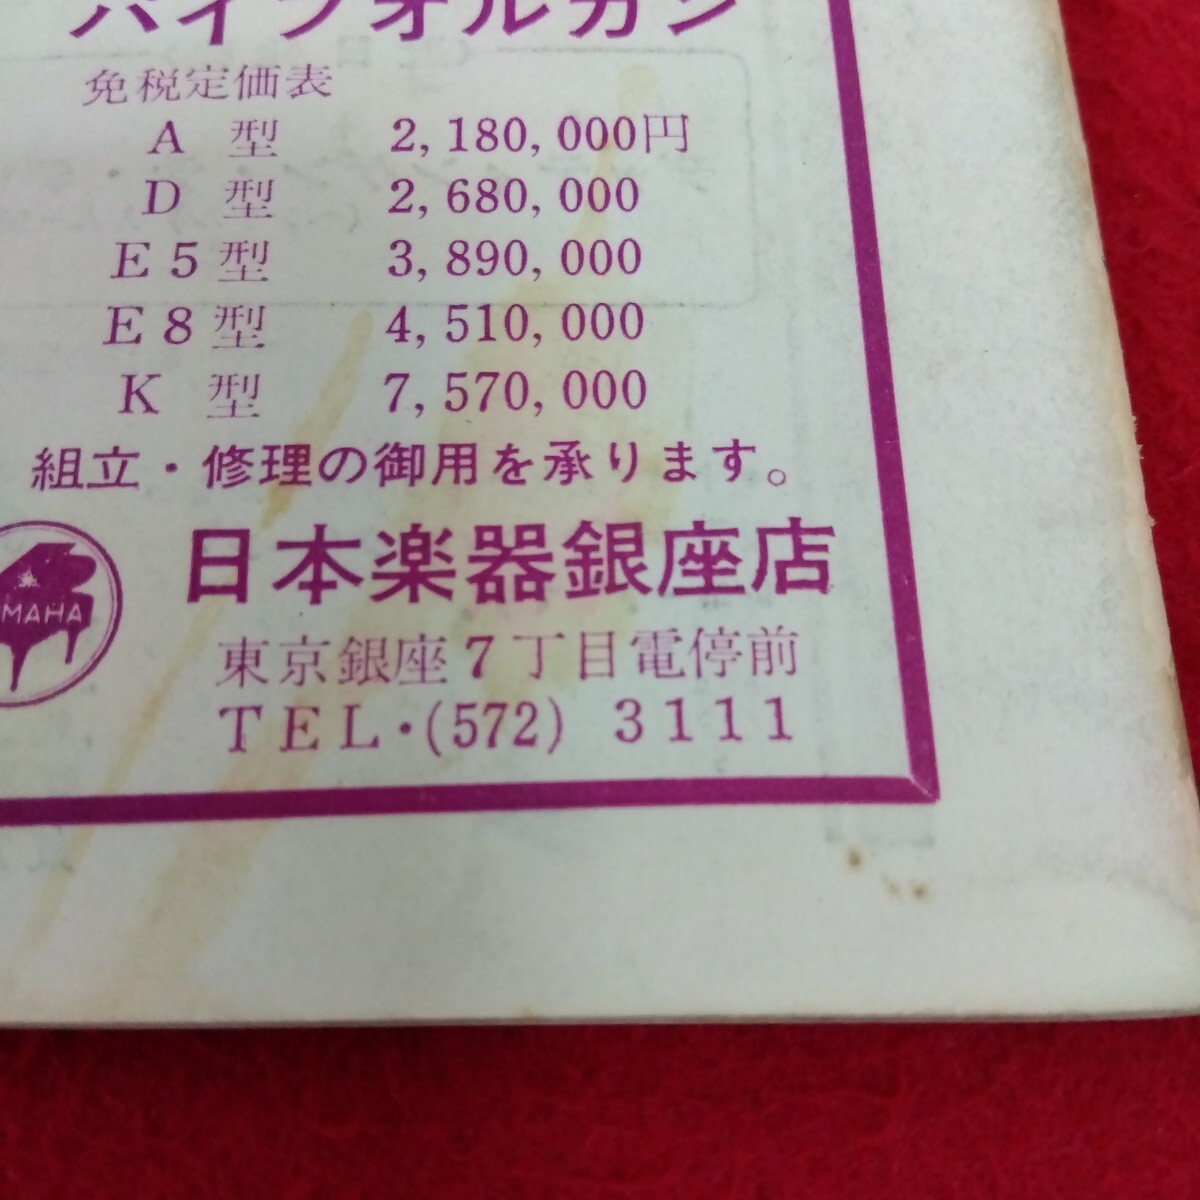 パイプオルガン
免税定価表
A 型 2,180,000円
D 型 2,680,000
E5型 3,890,000
E8型 4,510,000
K 型 7,570,000
組立・修理の御用を承ります。
MAHA
日本楽器銀座店
東京銀座7丁目電停前
TEL・(572) 3111